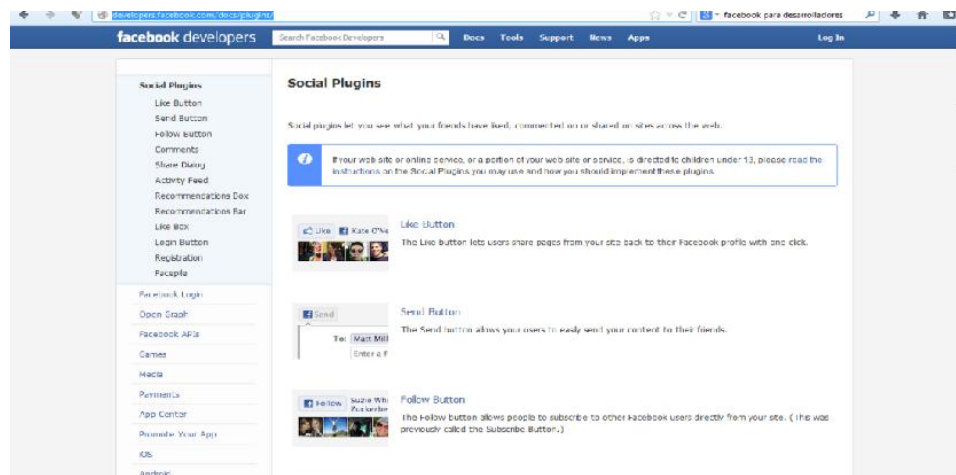 developers.facebook.com/docs/plugins/
facebook para desarrolladores
facebook developers
Search Facebook Developers
Docs Tools Support News Apps
Log In
Social Plugins
Like Button
Send Button
Follow Button
Comments
Share Dialog
Activity Feed
Recommendations Box
Recommendations Bar
Like Box
Login Button
Registration
Facepile
Facebook Login
Open Graph
Facebook APIs
Games
Media
Payments
App Center
Promote Your App
iOS
Android
Social Plugins
Social plugins let you see what your friends have liked, commented on or shared on sites across the web.
If your web site or online service, or a portion of your web site or service, is directed to children under 13, please read the
instructions on the Social Plugins you may use and how you should implement these plugins.
Like Kate O'Ne
Like Button
The Like button lets users share pages from your site back to their Facebook profile with one click.
Send
To: Matt Mill
Enter a F
Send Button
The Send button allows your users to easily send your content to their friends.
Follow Suzie Whi
Zuckerber
Follow Button
The Follow button allows people to subscribe to other Facebook users directly from your site. (This was
previously called the Subscribe Button.)